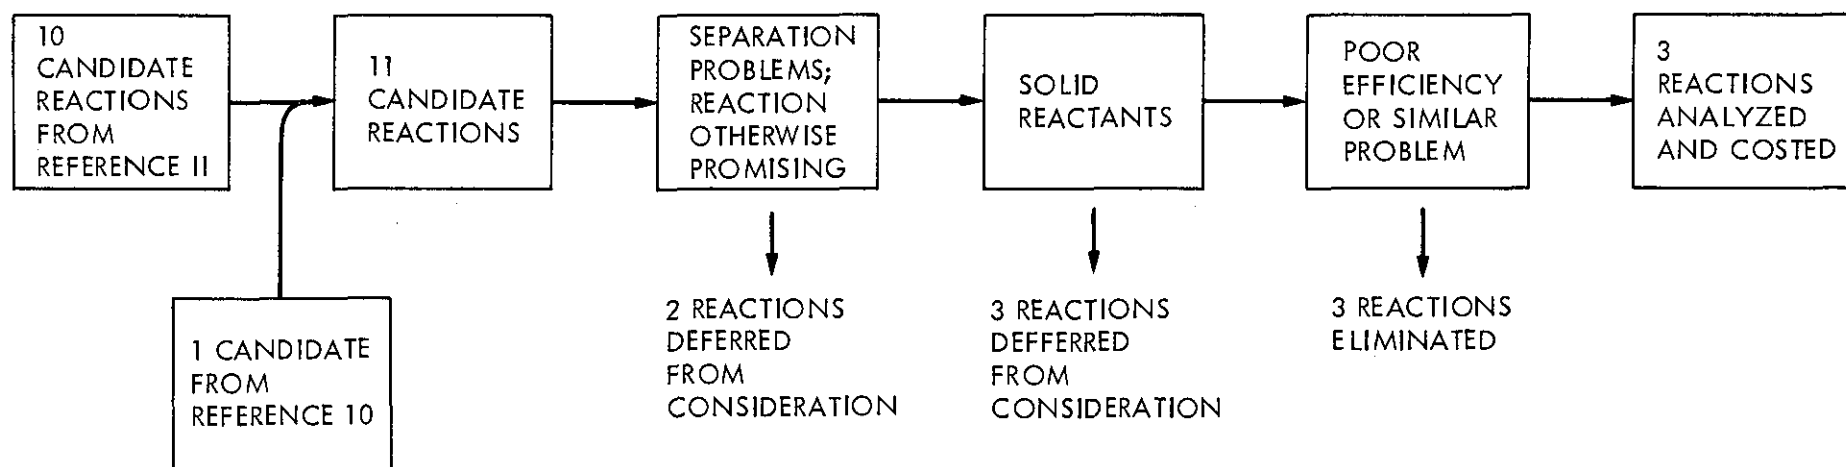 10
CANDIDATE
REACTIONS
FROM
REFERENCE 11
1 CANDIDATE
FROM
REFERENCE 10
11
CANDIDATE
REACTIONS
SEPARATION
PROBLEMS;
REACTION
OTHERWISE
PROMISING
2 REACTIONS
DEFERRED
FROM
CONSIDERATION
SOLID
REACTANTS
3 REACTIONS
DEFFERRED
FROM
CONSIDERATION
POOR
EFFICIENCY
OR SIMILAR
PROBLEM
3 REACTIONS
ELIMINATED
3
REACTIONS
ANALYZED
AND COSTED